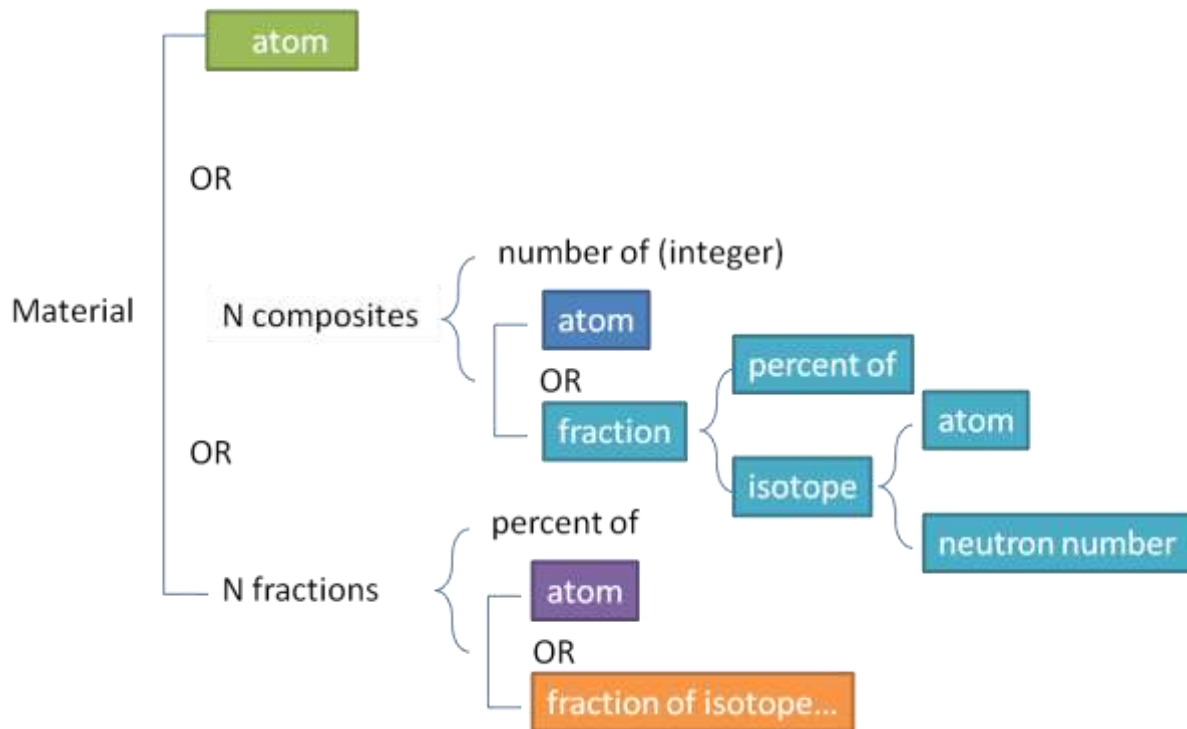 atom
OR
number of (integer)
Material
N composites
atom
OR
percent of
fraction
atom
OR
isotope
percent of
neutron number
N fractions
atom
OR
fraction of isotope...